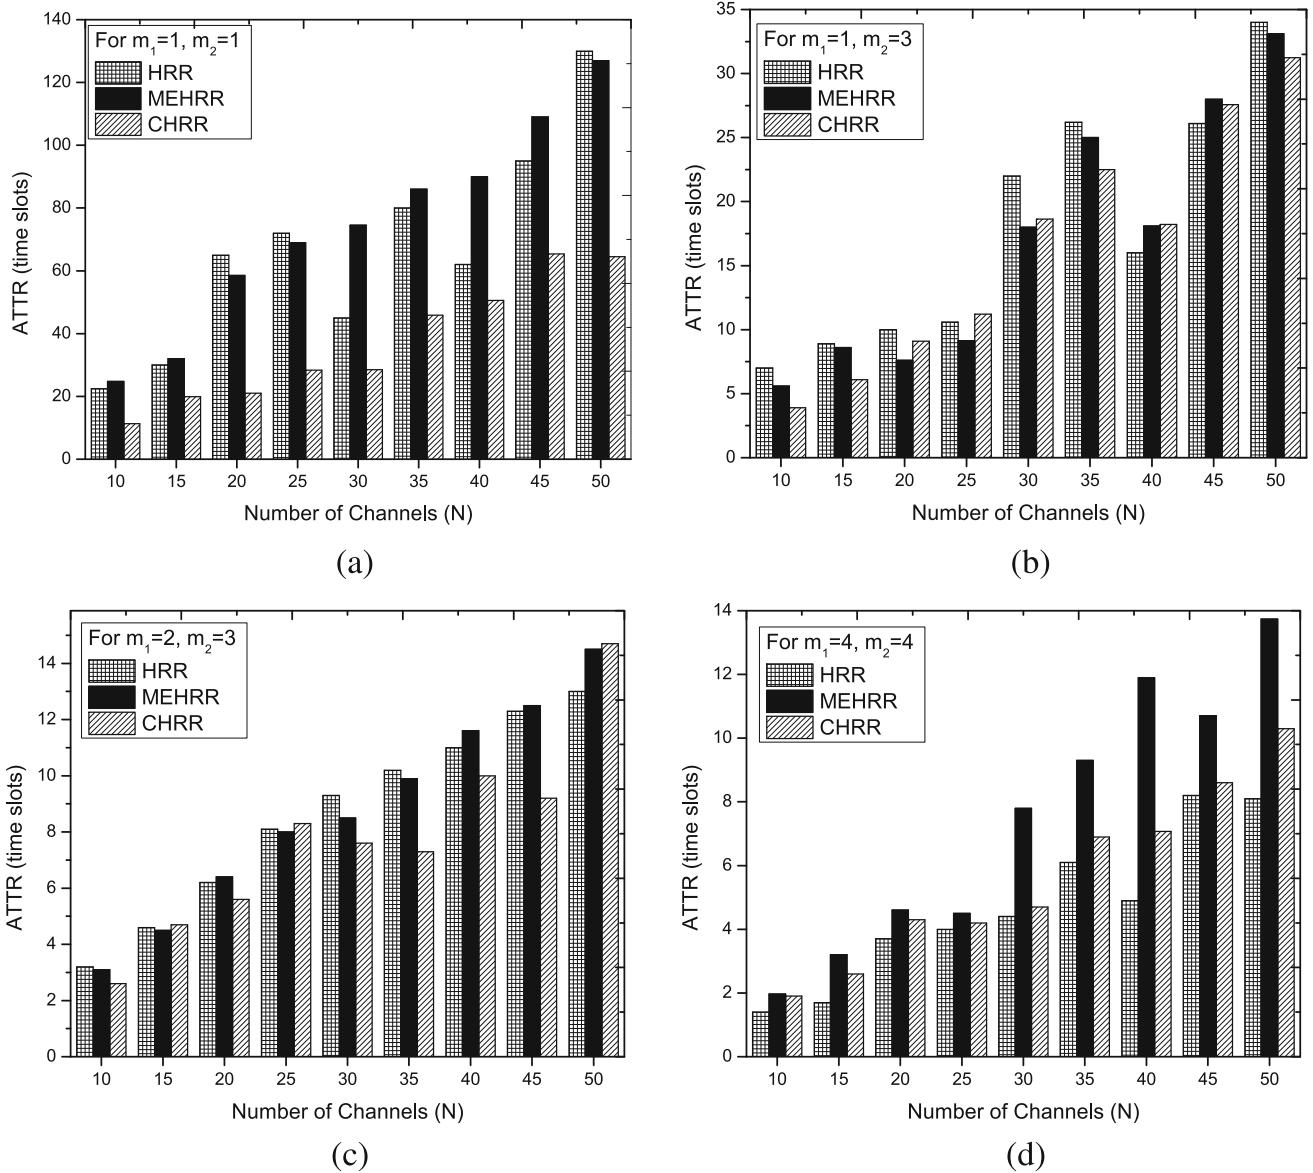 For m1=1, m2=1
HRR
MEHRR
CHRR
ATTR (time slots)
140
120
100
80
60
40
20
0
10 15 20 25 30 35 40 45 50
Number of Channels (N)
(a)
For m1=1, m2=3
HRR
MEHRR
CHRR
ATTR (time slots)
35
30
25
20
15
10
5
0
10 15 20 25 30 35 40 45 50
Number of Channels (N)
(b)
For m1=2, m2=3
HRR
MEHRR
CHRR
ATTR (time slots)
14
12
10
8
6
4
2
0
10 15 20 25 30 35 40 45 50
Number of Channels (N)
(c)
For m1=4, m2=4
HRR
MEHRR
CHRR
ATTR (time slots)
14
12
10
8
6
4
2
0
10 15 20 25 30 35 40 45 50
Number of Channels (N)
(d)